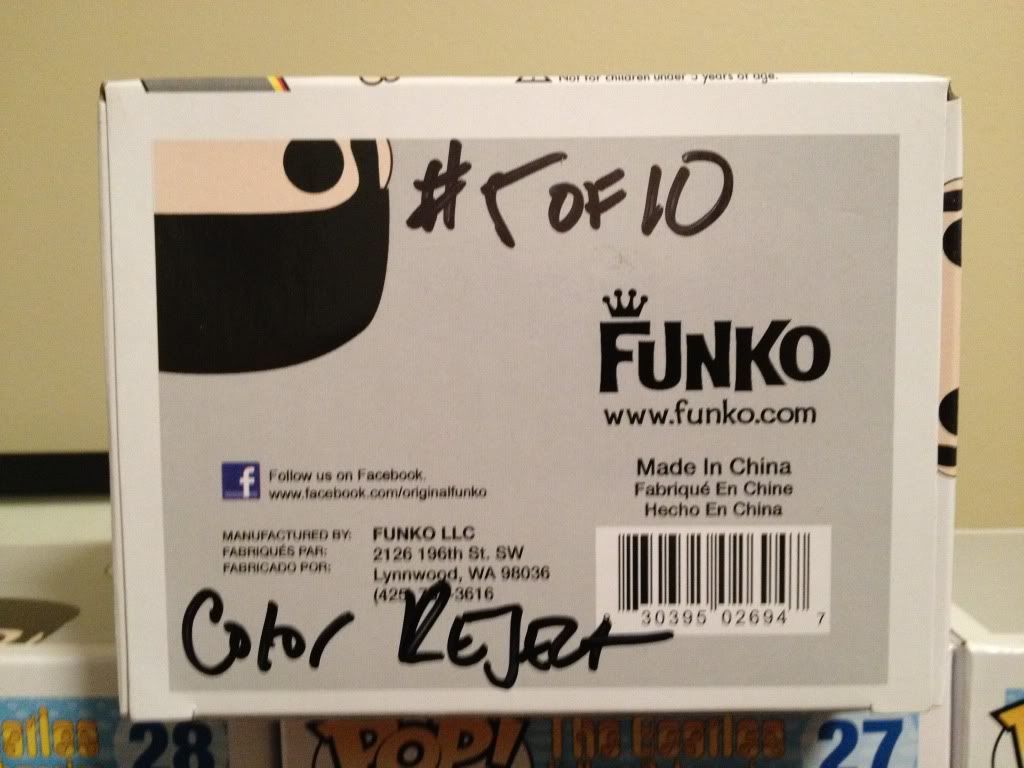 Not for children under 3 years of age.
#5 OF 10
FUNKO
www.funko.com
Made In China
Fabriqué En Chine
Hecho En China
f
Follow us on Facebook.
www.facebook.com/originalfunko
MANUFACTURED BY:
FABRIQUÉS PAR:
FABRICADO POR:
FUNKO LLC
2126 196th St. SW
Lynnwood, WA 98036
-3616
30395 02694 7
Color REJECT
28
POP!
The Beatles
27